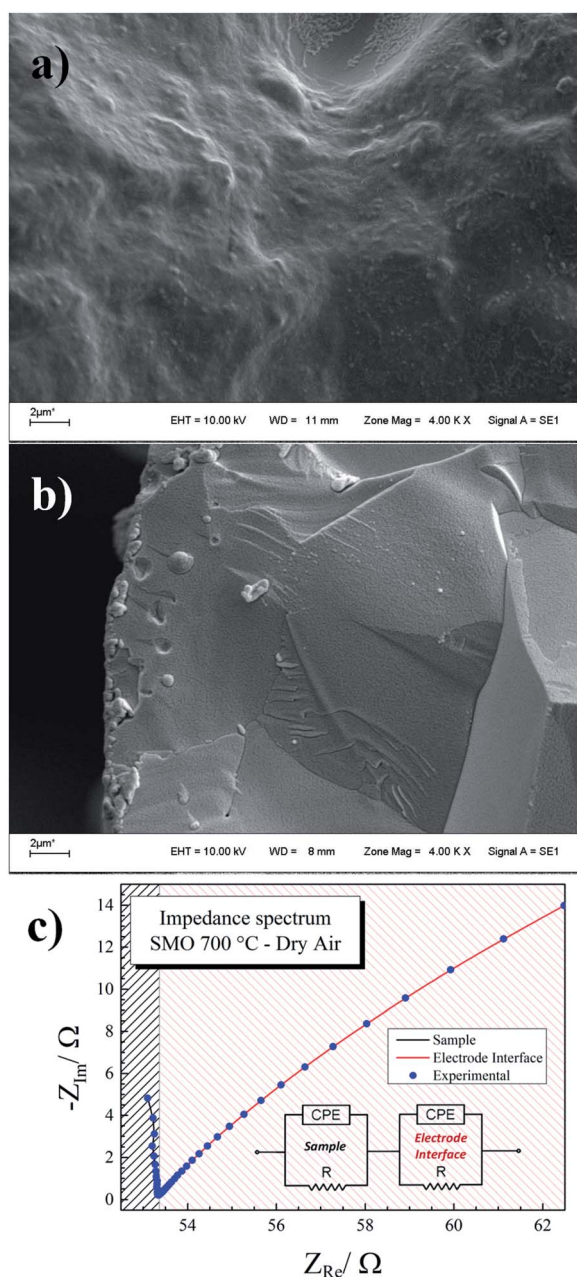 a)
2µm*
EHT = 10.00 kV WD = 11 mm Zone Mag = 4.00 K X Signal A = SE1
b)
2µm*
EHT = 10.00 kV WD = 8 mm Zone Mag = 4.00 K X Signal A = SE1
c)
Impedance spectrum
SMO 700 °C - Dry Air
-Z_Im/ Ω
14
12
10
8
6
4
2
0
Sample
Electrode Interface
Experimental
CPE
Sample
R
CPE
Electrode
Interface
R
54 56 58 60 62
Z_Re/ Ω